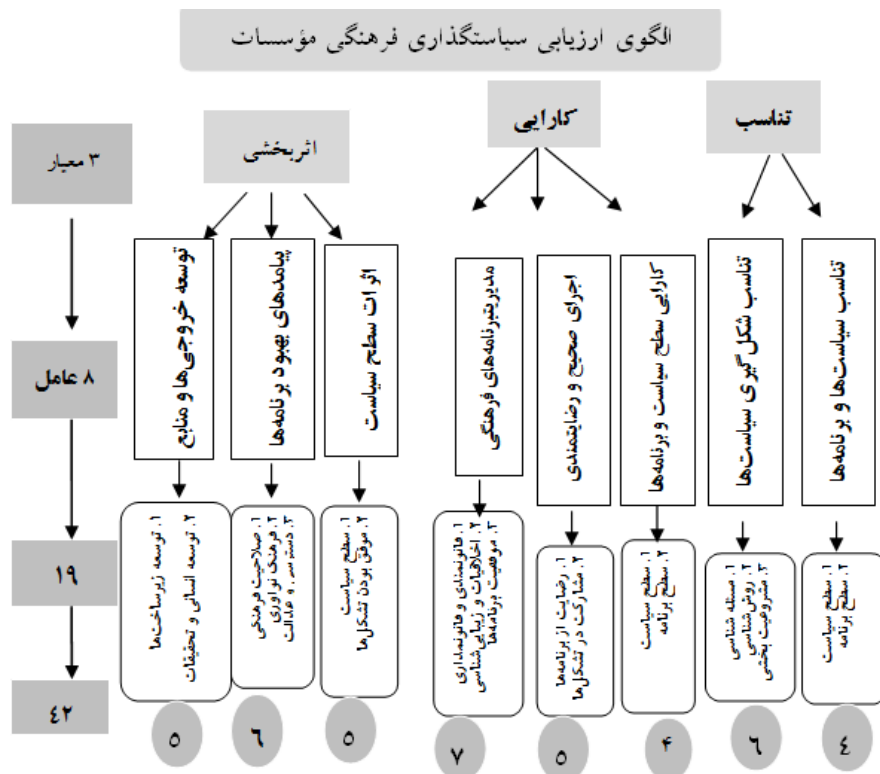 الگوی ارزیابی سیاستگذاری فرهنگی مؤسسات
تناسب
کارایی
اثربخشی
۳ معیار
تناسب سیاست‌ها و برنامه‌ها
تناسب شکل‌گیری سیاست‌ها
کارایی سطح سیاست و برنامه‌ها
اجرای صحیح و رضایتمندی
مدیریتبرنامه‌های فرهنگی
اثرات سطح سیاست
پیامدهای بهبود برنامه‌ها
توسعه خروجی‌ها و منابع
۸ عامل
۱. سطح سیاست
۲. سطح برنامه
۱. مسئله شناسی
۲. روش‌شناسی
۳. مشروعیت بخشی
۱. سطح سیاست
۲. سطح برنامه
۱. رضایت از برنامه‌ها
۲. مشارکت در تشکل‌ها
۱. قانونمندی و قانونمداری
۲. اخلاقیات و زیبایی‌شناسی
۳. موفقیت برنامه‌ها
۱. سطح سیاست
۲. موفق بودن تشکل‌ها
۱. صلاحیت فرهنگی
۲. فرهنگ نوآوری
۳. دسترسی و عدالت
۱. توسعه زیرساخت‌ها
۲. توسعه انسانی و تحقیقات
۱۹
٤
۶
۴
۵
۷
۵
۶
۵
٤٢